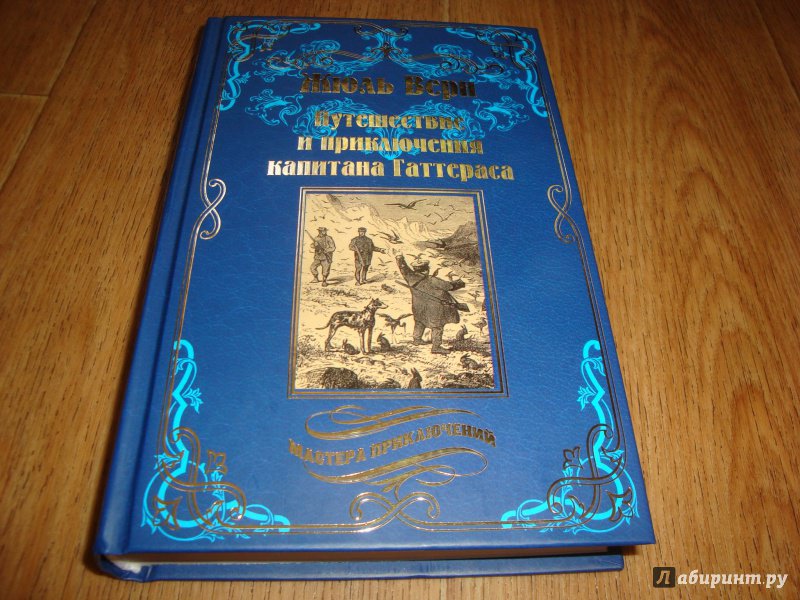 Жюль Верн
Путешествие
и приключения
капитана Гаттераса
МАСТЕРА ПРИКЛЮЧЕНИЙ
Лабиринт.ру